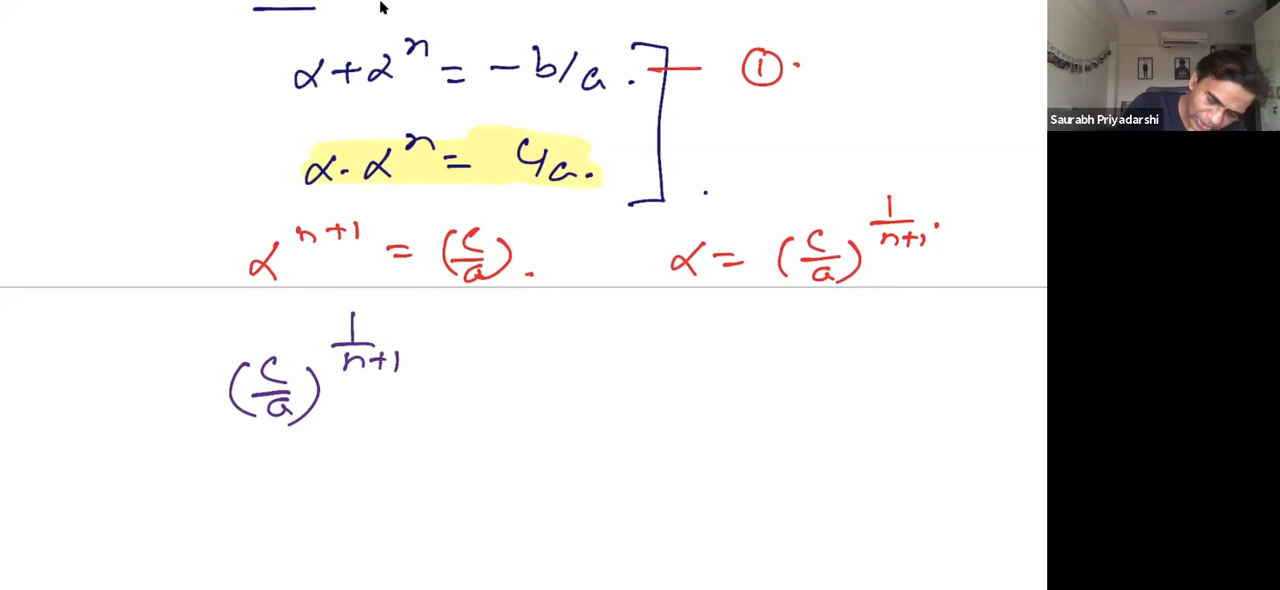 α + α^n = - b/a. ] — ①.
Saurabh Priyadarshi
α. α^n = c/a.
α^(n+1) = (c/a). α = (c/a)^(1/(n+1)).
(c/a)^(1/(n+1))